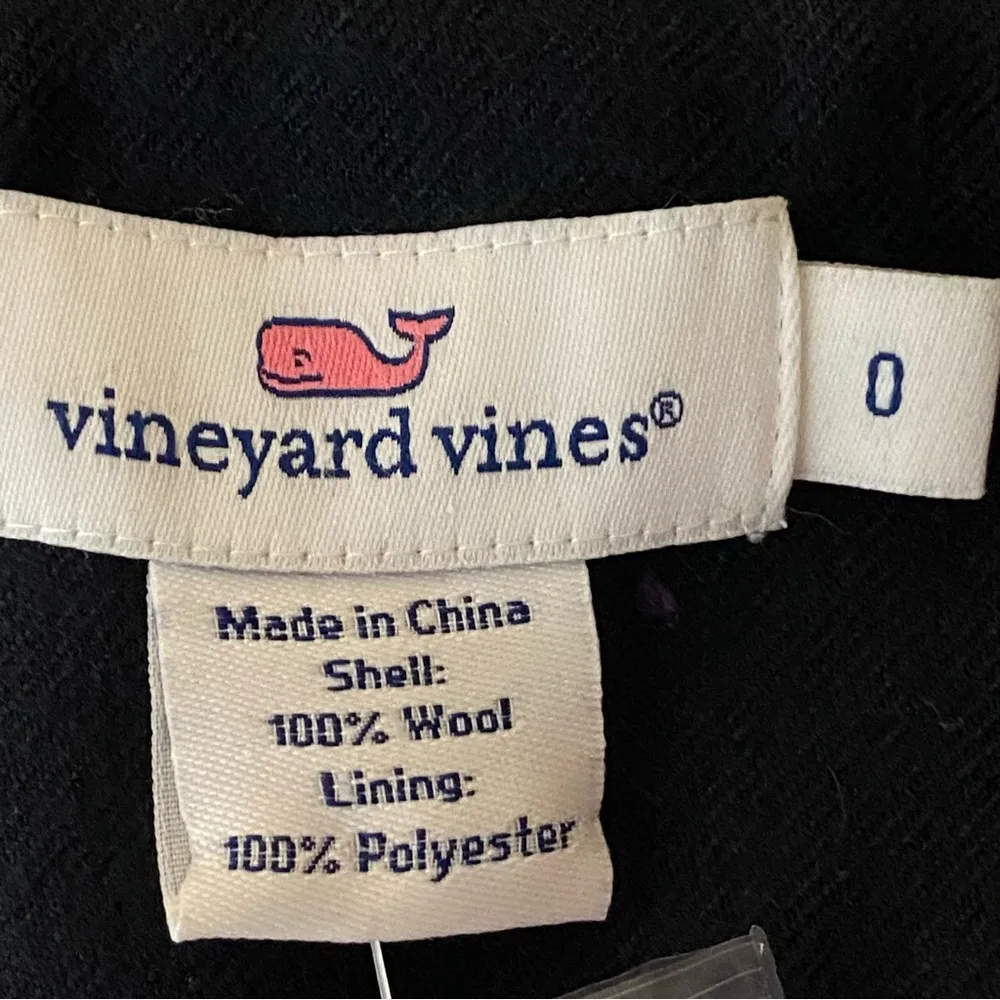 vineyard vines®
0
Made in China
Shell:
100% Wool
Lining:
100% Polyester